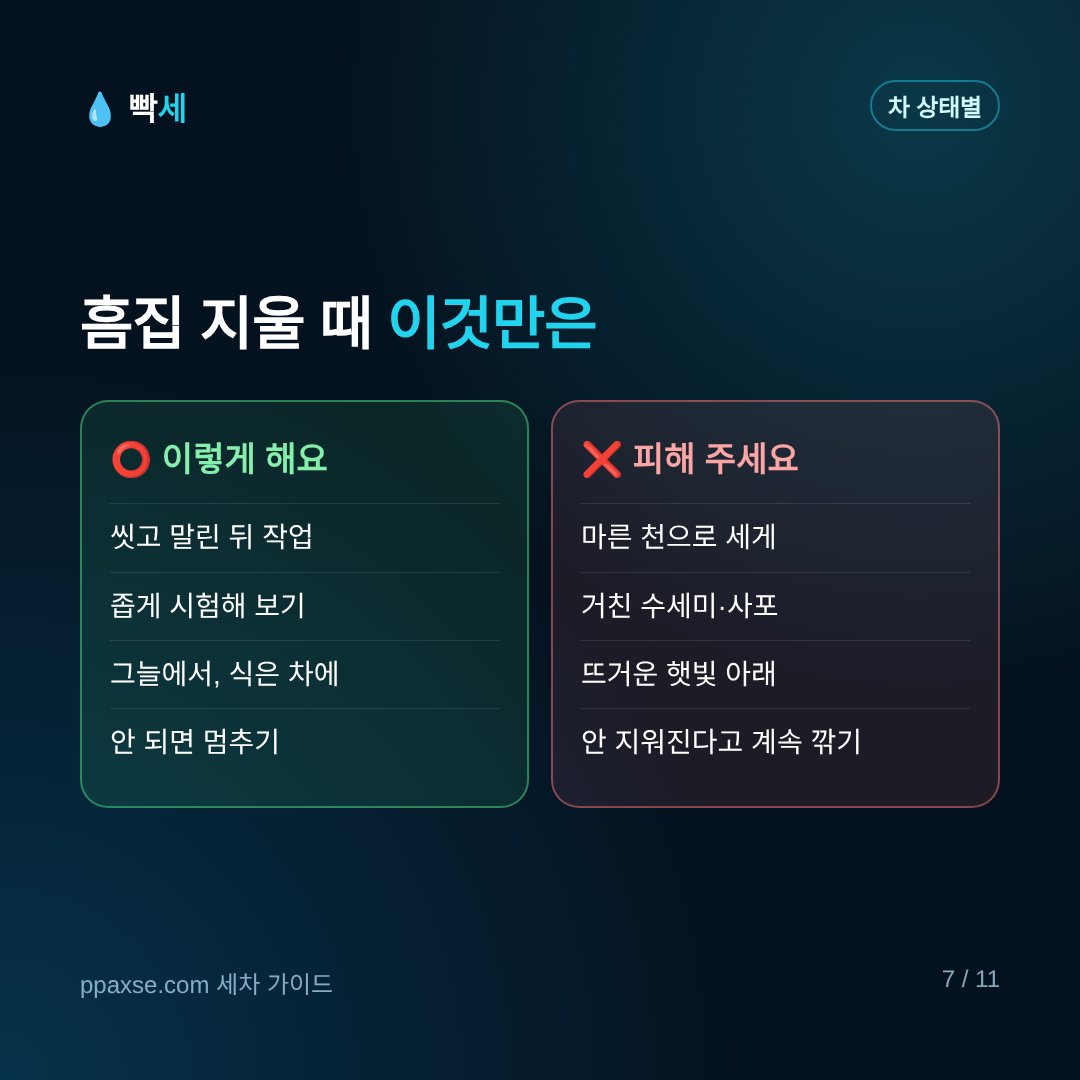 빡세
차 상태별
흠집 지울 때 이것만은
⭕ 이렇게 해요
씻고 말린 뒤 작업
좁게 시험해 보기
그늘에서, 식은 차에
안 되면 멈추기
❌ 피해 주세요
마른 천으로 세게
거친 수세미·사포
뜨거운 햇빛 아래
안 지워진다고 계속 깎기
ppaxse.com 세차 가이드
7 / 11